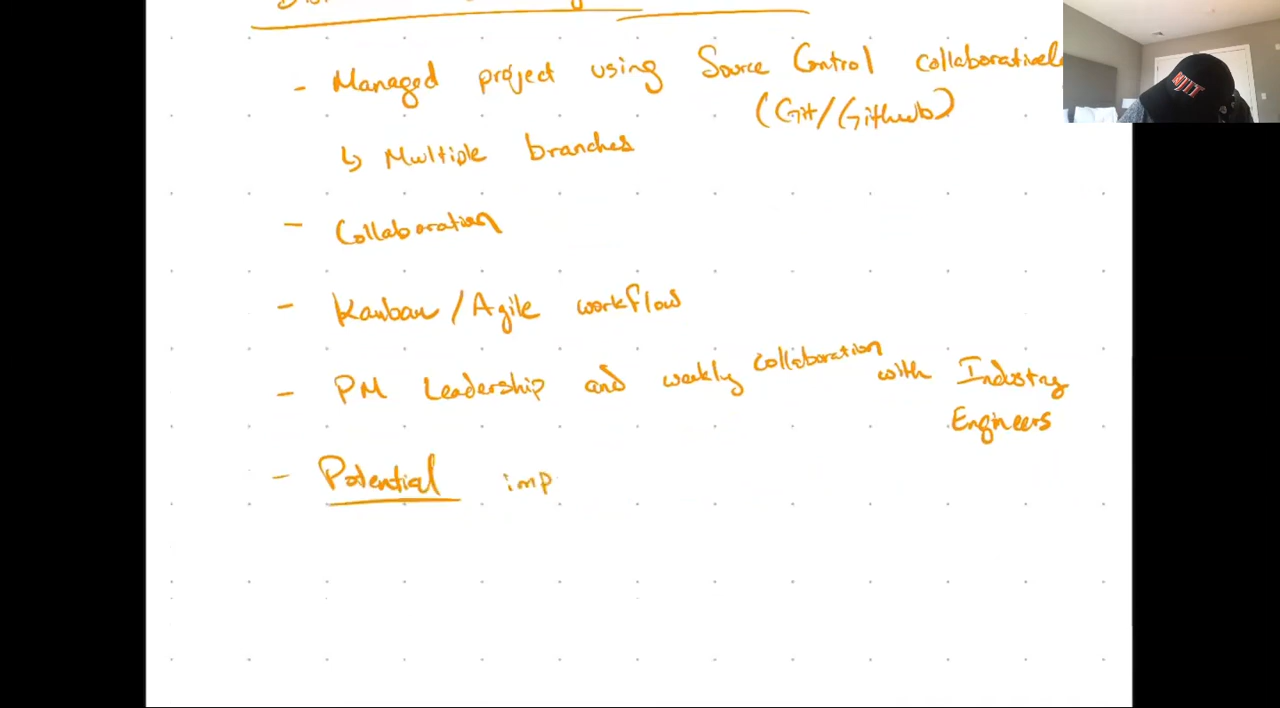 - Managed project using Source Control collaboratively
(Git/Github)
↳ Multiple branches
- Collaboration
- Kanban/Agile workflow
- PM Leadership and weekly collaboration with Industry
Engineers
- Potential imp
NJIT